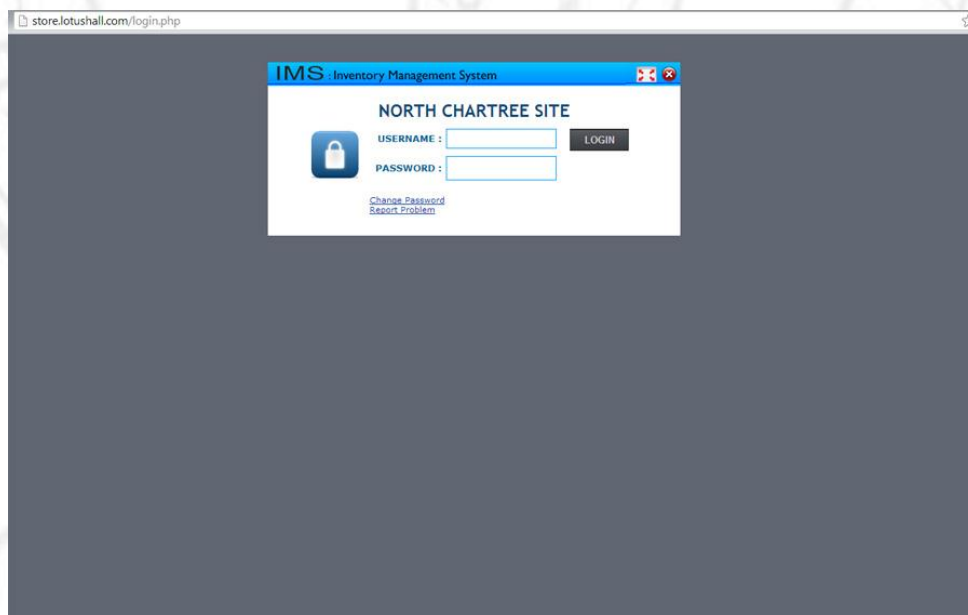 store.lotushall.com/login.php
IMS : Inventory Management System
NORTH CHARTREE SITE
USERNAME :
LOGIN
PASSWORD :
Change Password
Report Problem